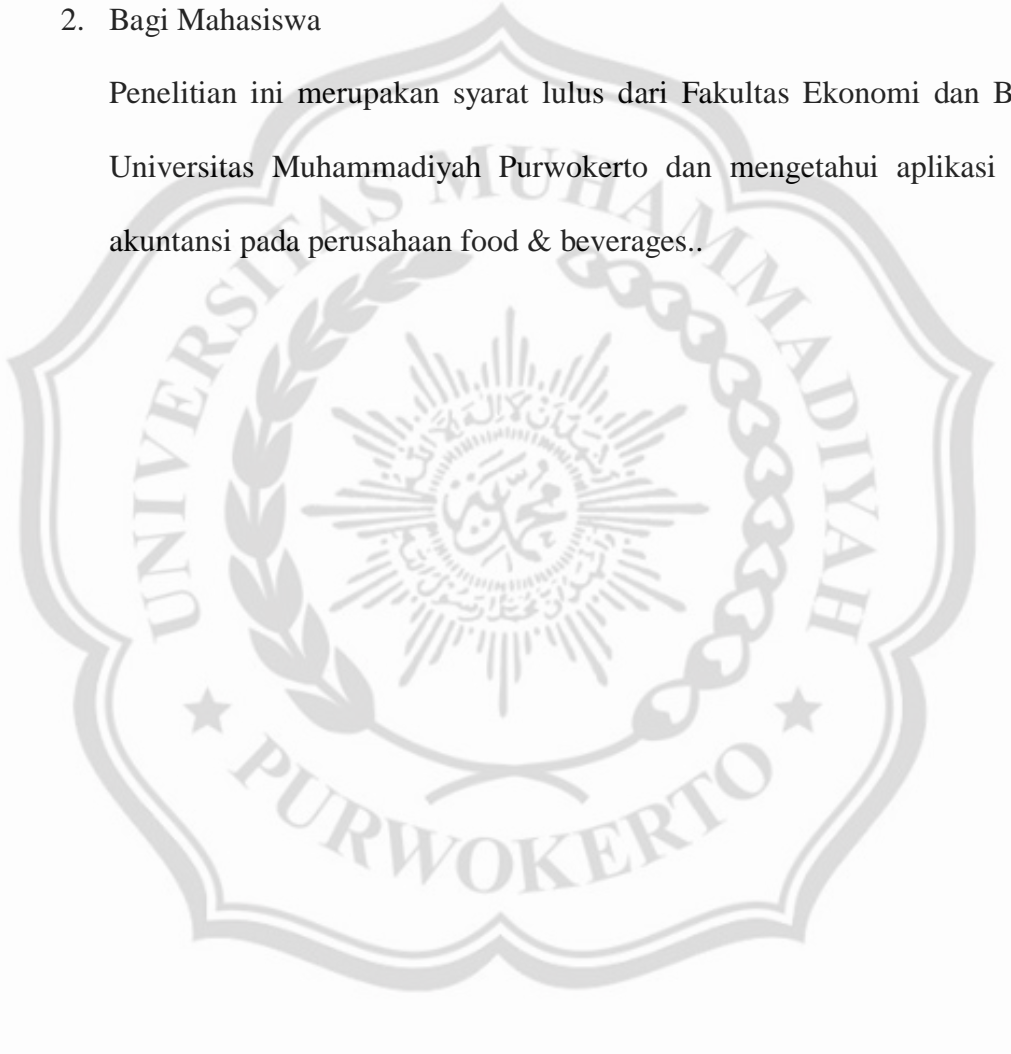 2. Bagi Mahasiswa
Penelitian ini merupakan syarat lulus dari Fakultas Ekonomi dan B
Universitas Muhammadiyah Purwokerto dan mengetahui aplikasi
akuntansi pada perusahaan food & beverages..
UNIVERSITAS MUHAMMADIYAH
PURWOKERTO
محمد